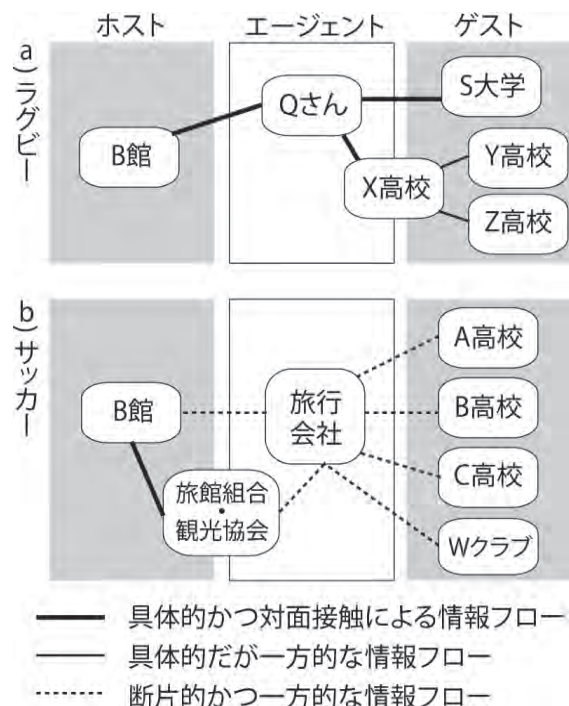 ホスト エージェント ゲスト
a)ラグビー
S大学
Qさん
B館
X高校
Y高校
Z高校
b)サッカー
A高校
B館
旅行
会社
B高校
C高校
旅館組合
・
観光協会
Wクラブ
具体的かつ対面接触による情報フロー
具体的だが一方的な情報フロー
断片的かつ一方的な情報フロー